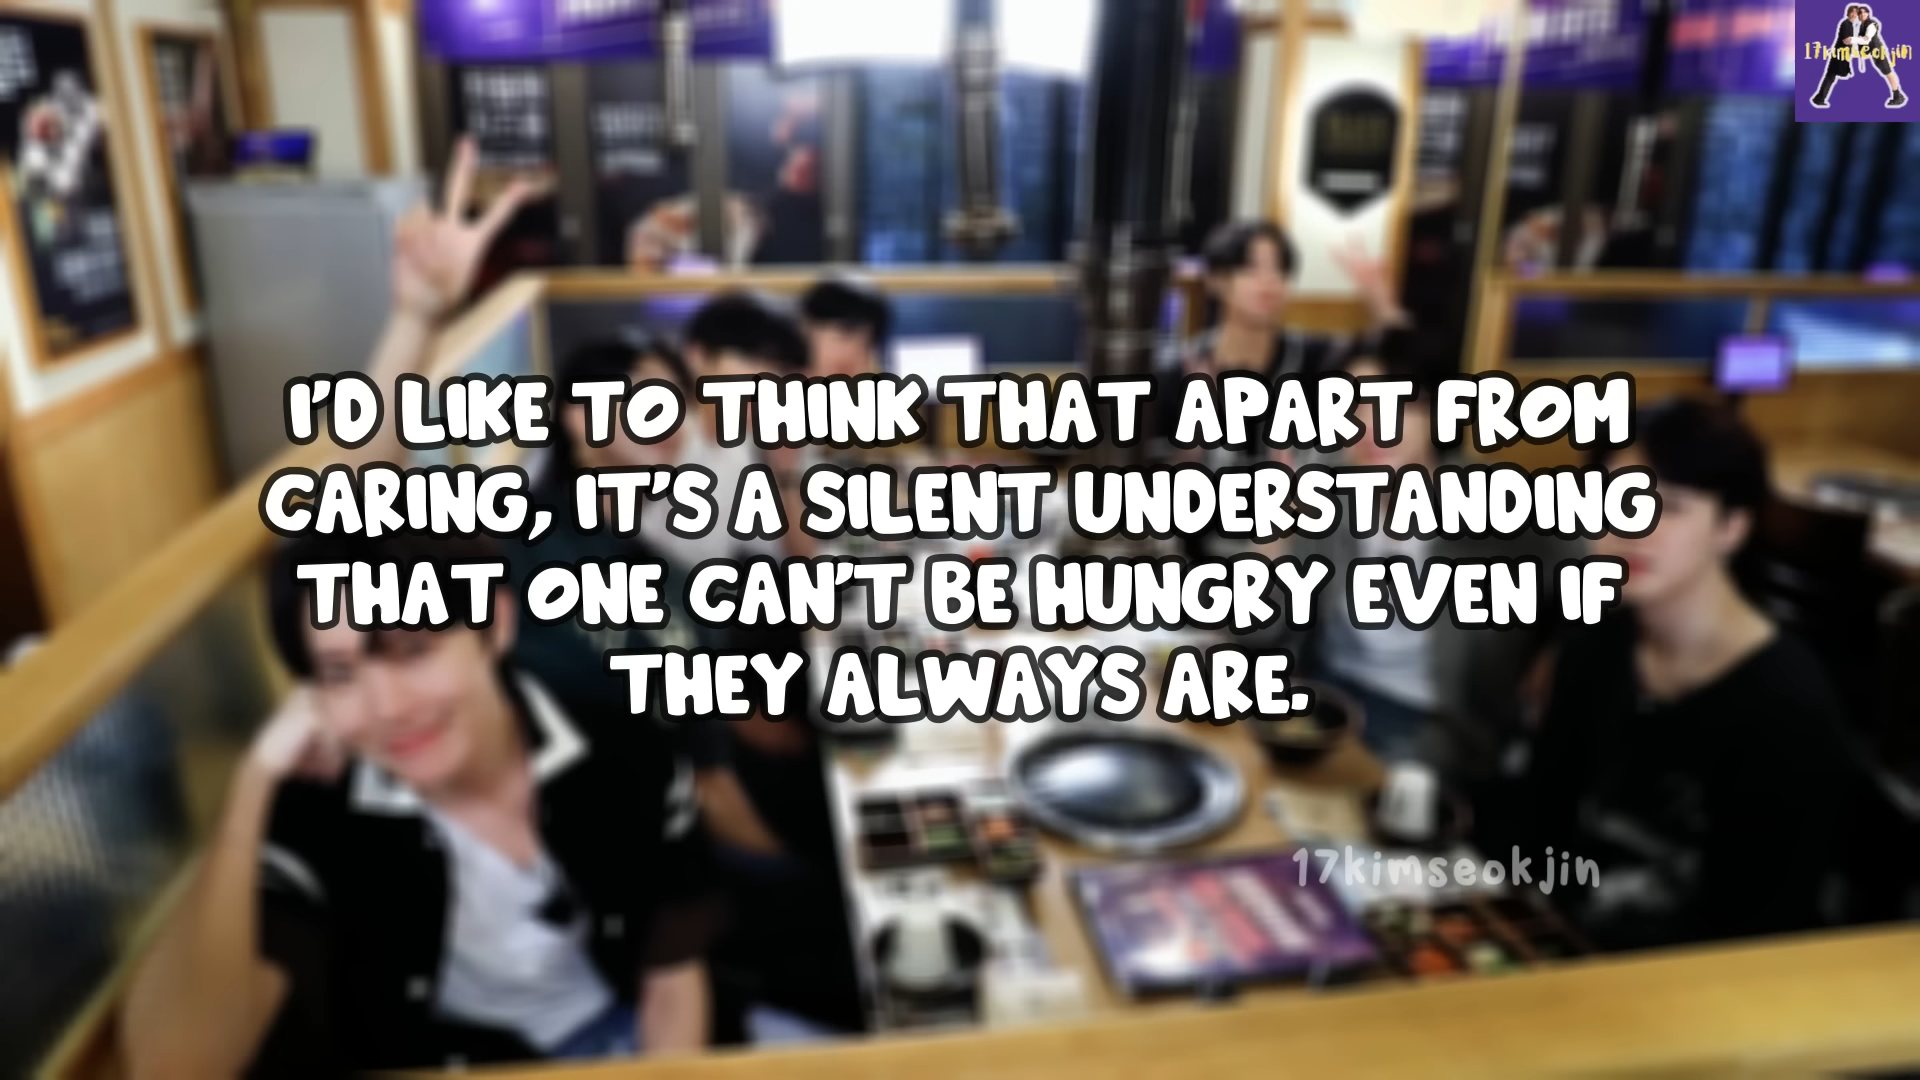 17kimseokjin
I'D LIKE TO THINK THAT APART FROM
CARING, IT'S A SILENT UNDERSTANDING
THAT ONE CAN'T BE HUNGRY EVEN IF
THEY ALWAYS ARE.
17kimseokjin